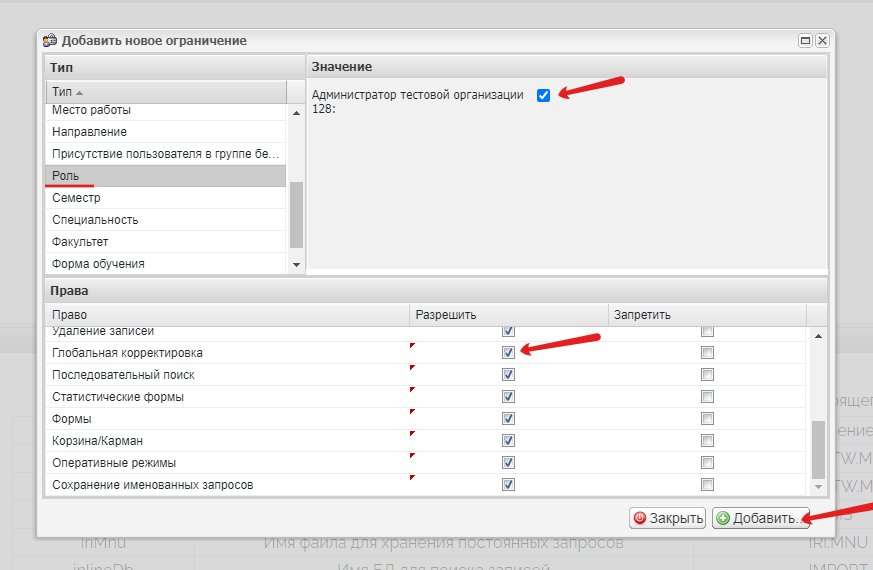 Добавить новое ограничение
Тип
Значение
Тип
Место работы
Направление
Присутствие пользователя в группе бе...
Роль
Семестр
Специальность
Факультет
Форма обучения
Администратор тестовой организации
128:
Права
Право Разрешить Запретить
Удаление записей
Глобальная корректировка
Последовательный поиск
Статистические формы
Формы
Корзина/Карман
Оперативные режимы
Сохранение именованных запросов
Закрыть Добавить...
iriMnu Имя файла для хранения постоянных запросов IRI.MNU
inlineDb Имя БД для поиска записей IMPORT